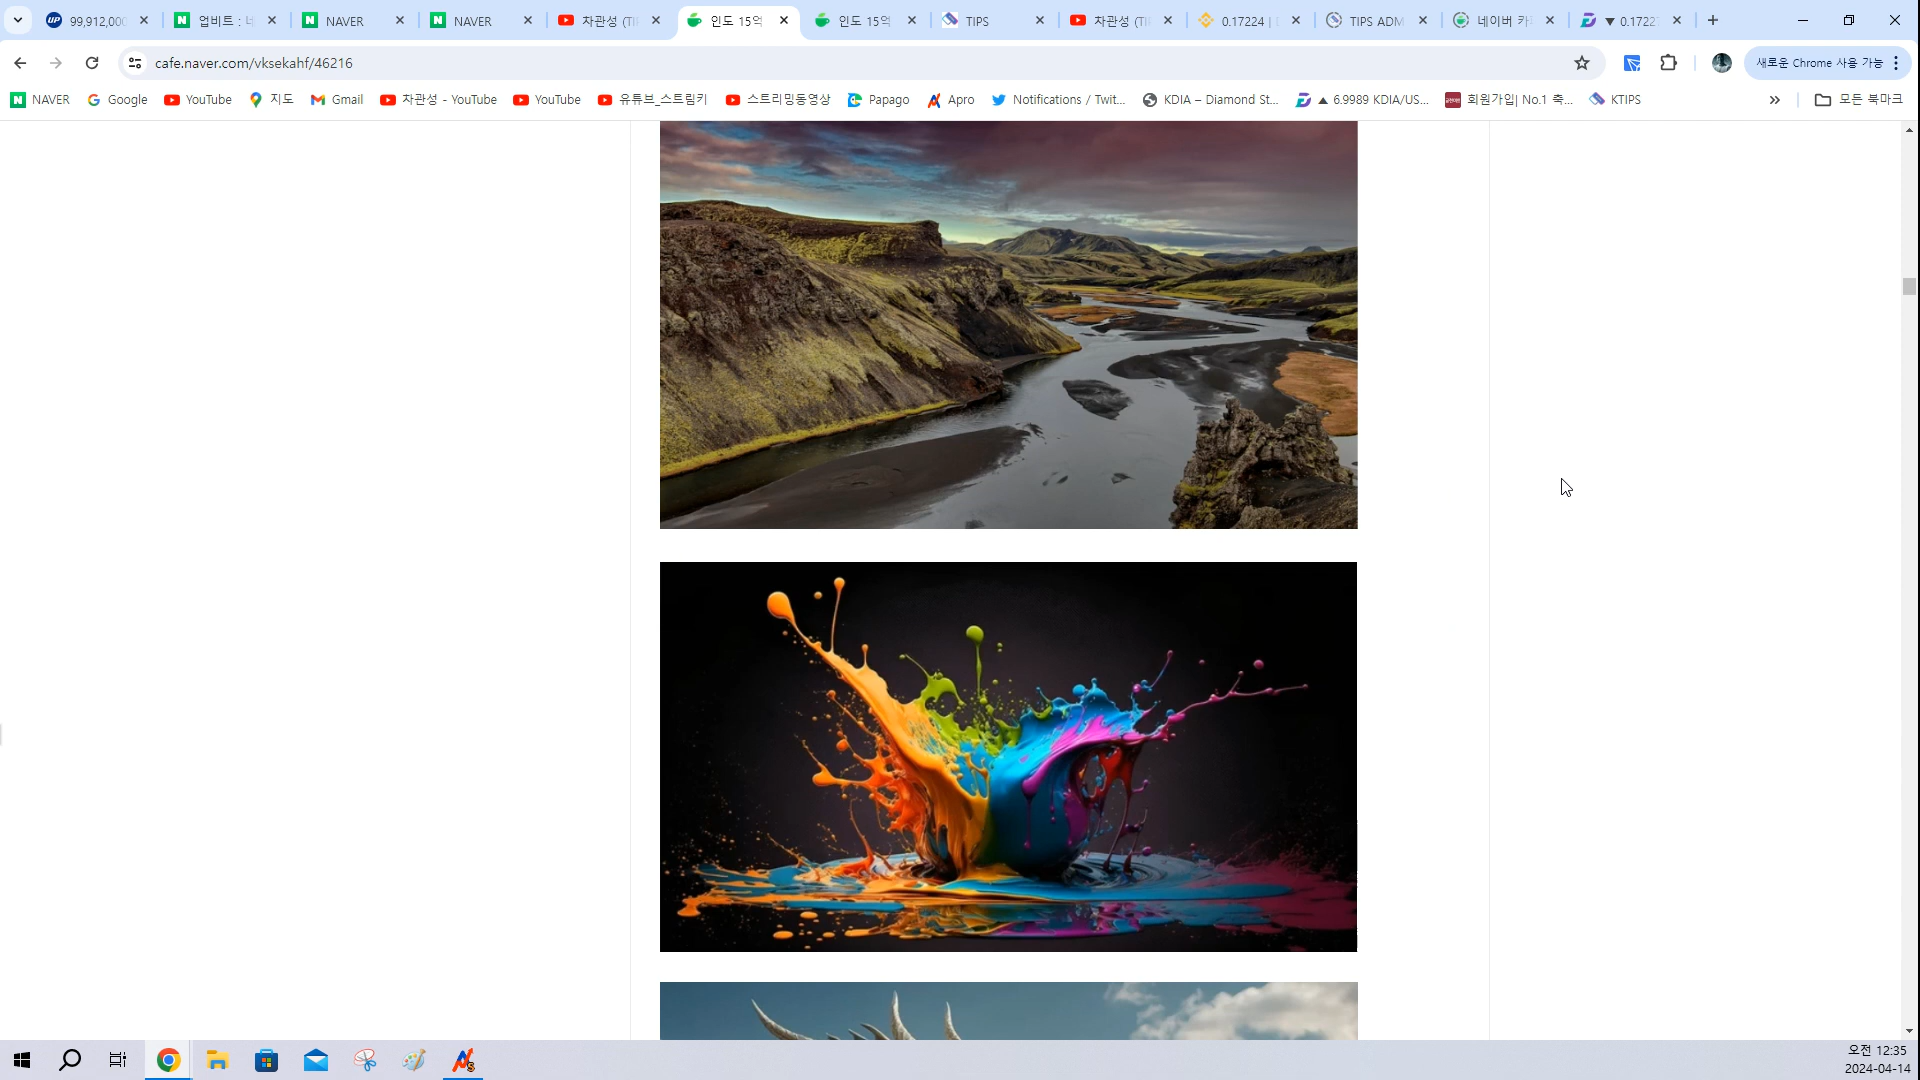 99,912,000
업비트 : 네
NAVER
NAVER
차관성 (TI
인도 15억
인도 15억
TIPS
차관성 (TI
0.17224 |
TIPS ADM
네이버 카
▼ 0.1722
cafe.naver.com/vksekahf/46216
새로운 Chrome 사용 가능
NAVER
Google
YouTube
지도
Gmail
차관성 - YouTube
YouTube
유튜브_스트림키
스트리밍동영상
Papago
Apro
Notifications / Twit...
KDIA – Diamond St...
▲ 6.9989 KDIA/US...
회원가입| No.1 축...
KTIPS
모든 북마크
오전 12:35
2024-04-14